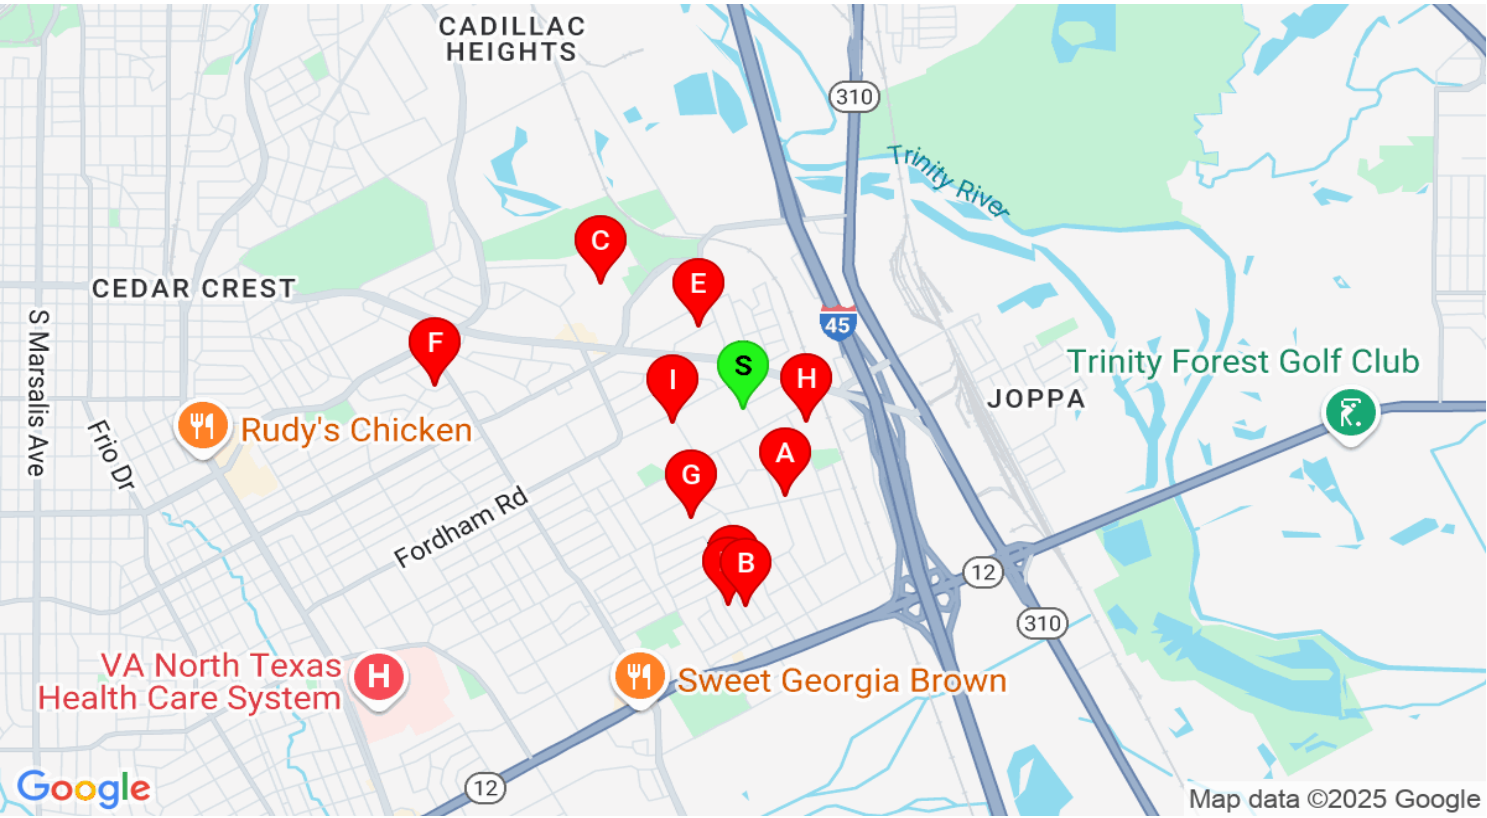 CADILLAC
HEIGHTS
310
Trinity River
C
CEDAR CREST
E
S Marsalis Ave
45
F
S
I
H
Trinity Forest Golf Club
JOPPA
Rudy's Chicken
Frio Dr
A
G
Fordham Rd
B
12
310
VA North Texas
Health Care System
H
Sweet Georgia Brown
Google
12
Map data ©2025 Google